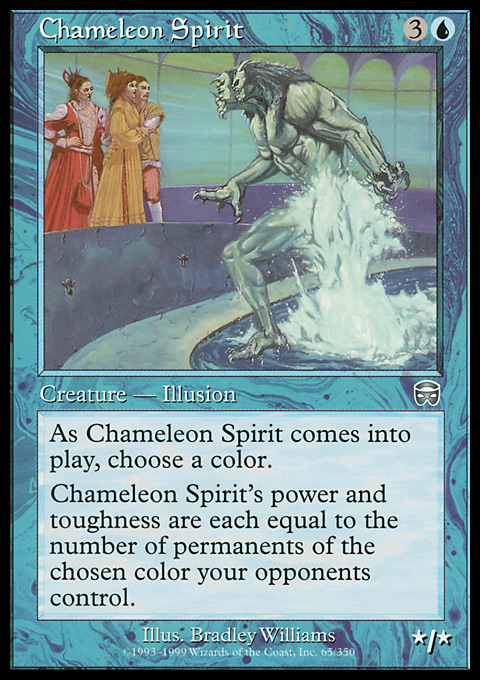 Chameleon Spirit 3
Creature — Illusion
As Chameleon Spirit comes into
play, choose a color.
Chameleon Spirit's power and
toughness are each equal to the
number of permanents of the
chosen color your opponents
control.
Illus. Bradley Williams
©1993-1999 Wizards of the Coast, Inc. 65/350
*/*